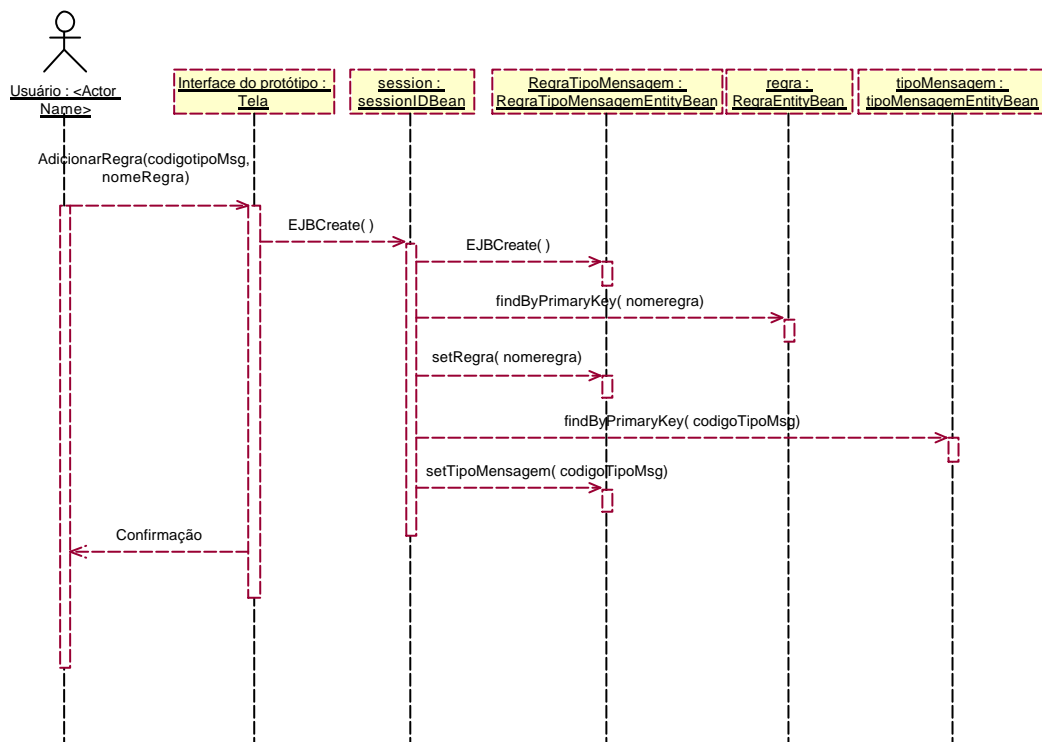 Usuário : <Actor
Name>
Interface do protótipo :
Tela
session :
sessionIDBean
RegraTipoMensagem :
RegraTipoMensagemEntityBean
regra :
RegraEntityBean
tipoMensagem :
tipoMensagemEntityBean
AdicionarRegra(codigotipoMsg,
nomeRegra)
EJBCreate( )
EJBCreate( )
findByPrimaryKey( nomeregra)
setRegra( nomeregra)
findByPrimaryKey( codigoTipoMsg)
setTipoMensagem( codigoTipoMsg)
Confirmação